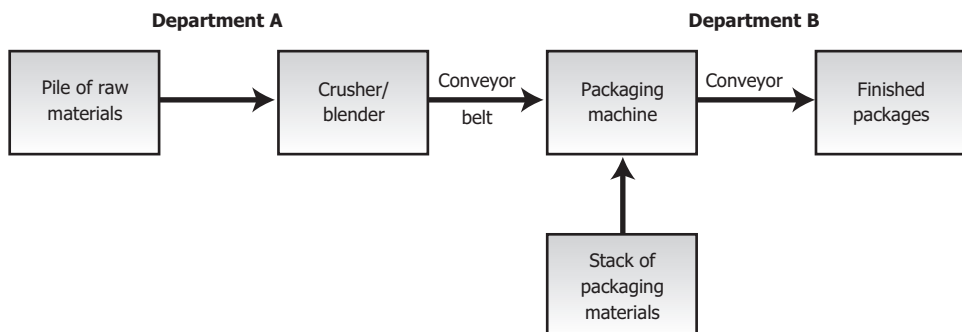 Department A
Department B
Pile of raw
materials
Crusher/
blender
Conveyor
belt
Packaging
machine
Conveyor
Finished
packages
Stack of
packaging
materials